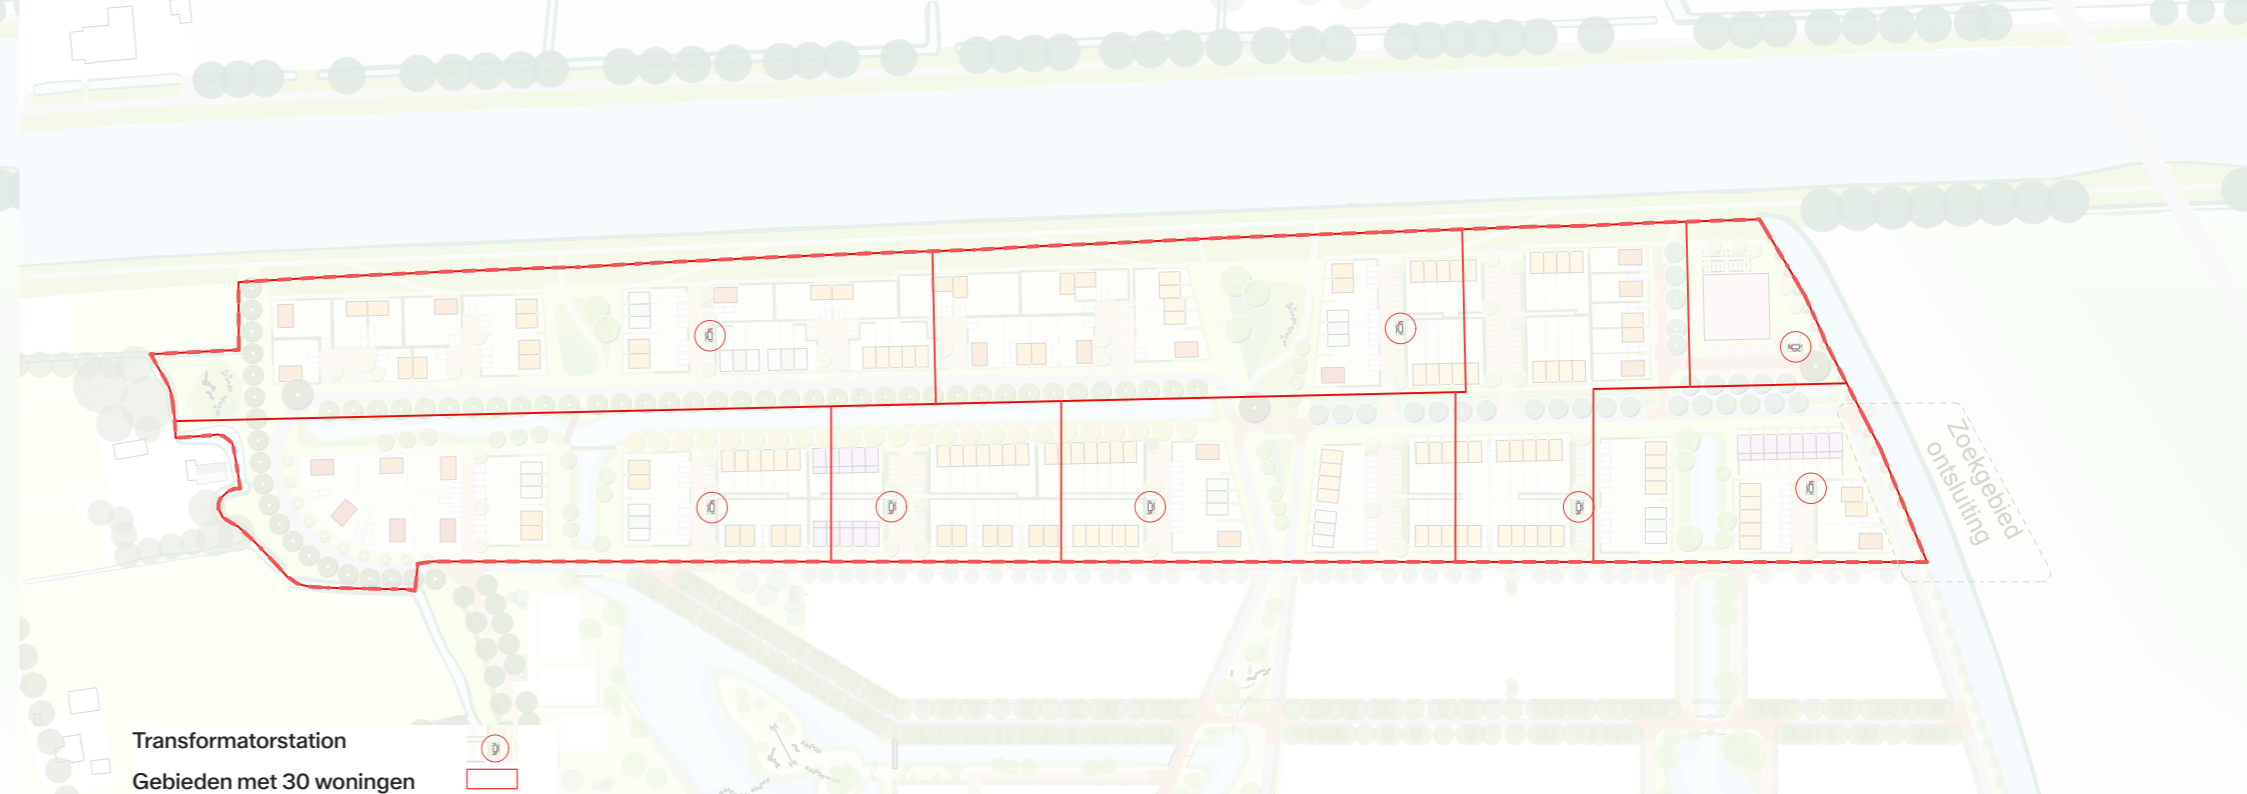 Zoekgebied
ontsluiting
Transformatorstation
Gebieden met 30 woningen